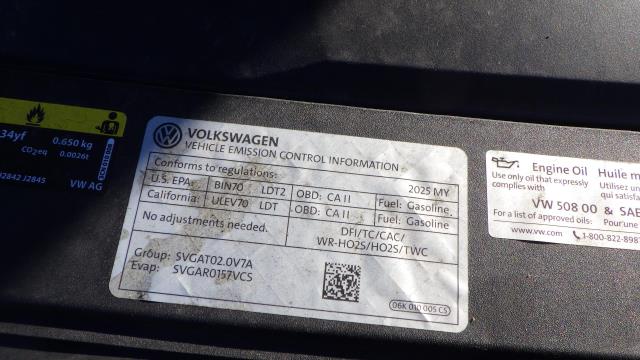 34yf 0.650 kg
CO2eq 0.0026t
J2842 J2845 VW AG
VOLKSWAGEN
VEHICLE EMISSION CONTROL INFORMATION
Conforms to regulations: 2025 MY
U.S. EPA: BIN70 LDT2 OBD: CA II Fuel: Gasoline
California: ULEV70 LDT OBD: CA II Fuel: Gasoline
No adjustments needed. DFI/TC/CAC/
WR-HO2S/HO2S/TWC
Group: SVGAT02.0V7A
Evap: SVGAR0157VCS
06K 010 005 CS
Engine Oil Huile m
Use only oil that expressly Utilisez un
complies with qui satisfai
VW 508 00 & SAE
For a list of approved oils: Pour une
www.vw.com 1-800-822-898